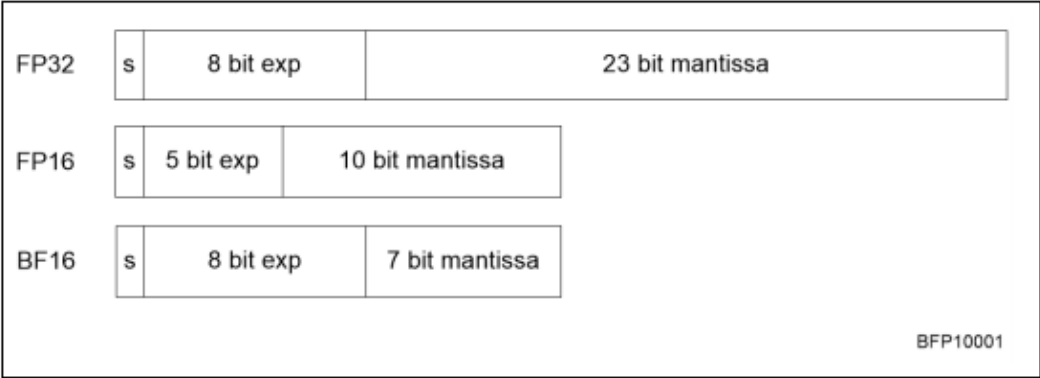 FP32 s 8 bit exp 23 bit mantissa
FP16 s 5 bit exp 10 bit mantissa
BF16 s 8 bit exp 7 bit mantissa
BFP10001